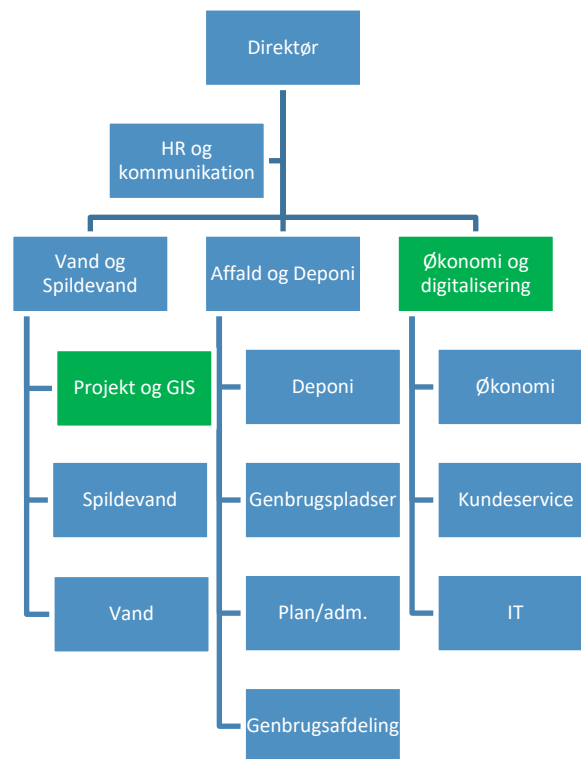 Direktør
HR og
kommunikation
Vand og
Spildevand
Affald og Deponi
Økonomi og
digitalisering
Projekt og GIS
Deponi
Økonomi
Spildevand
Genbrugspladser
Kundeservice
Vand
Plan/adm.
IT
Genbrugsafdeling